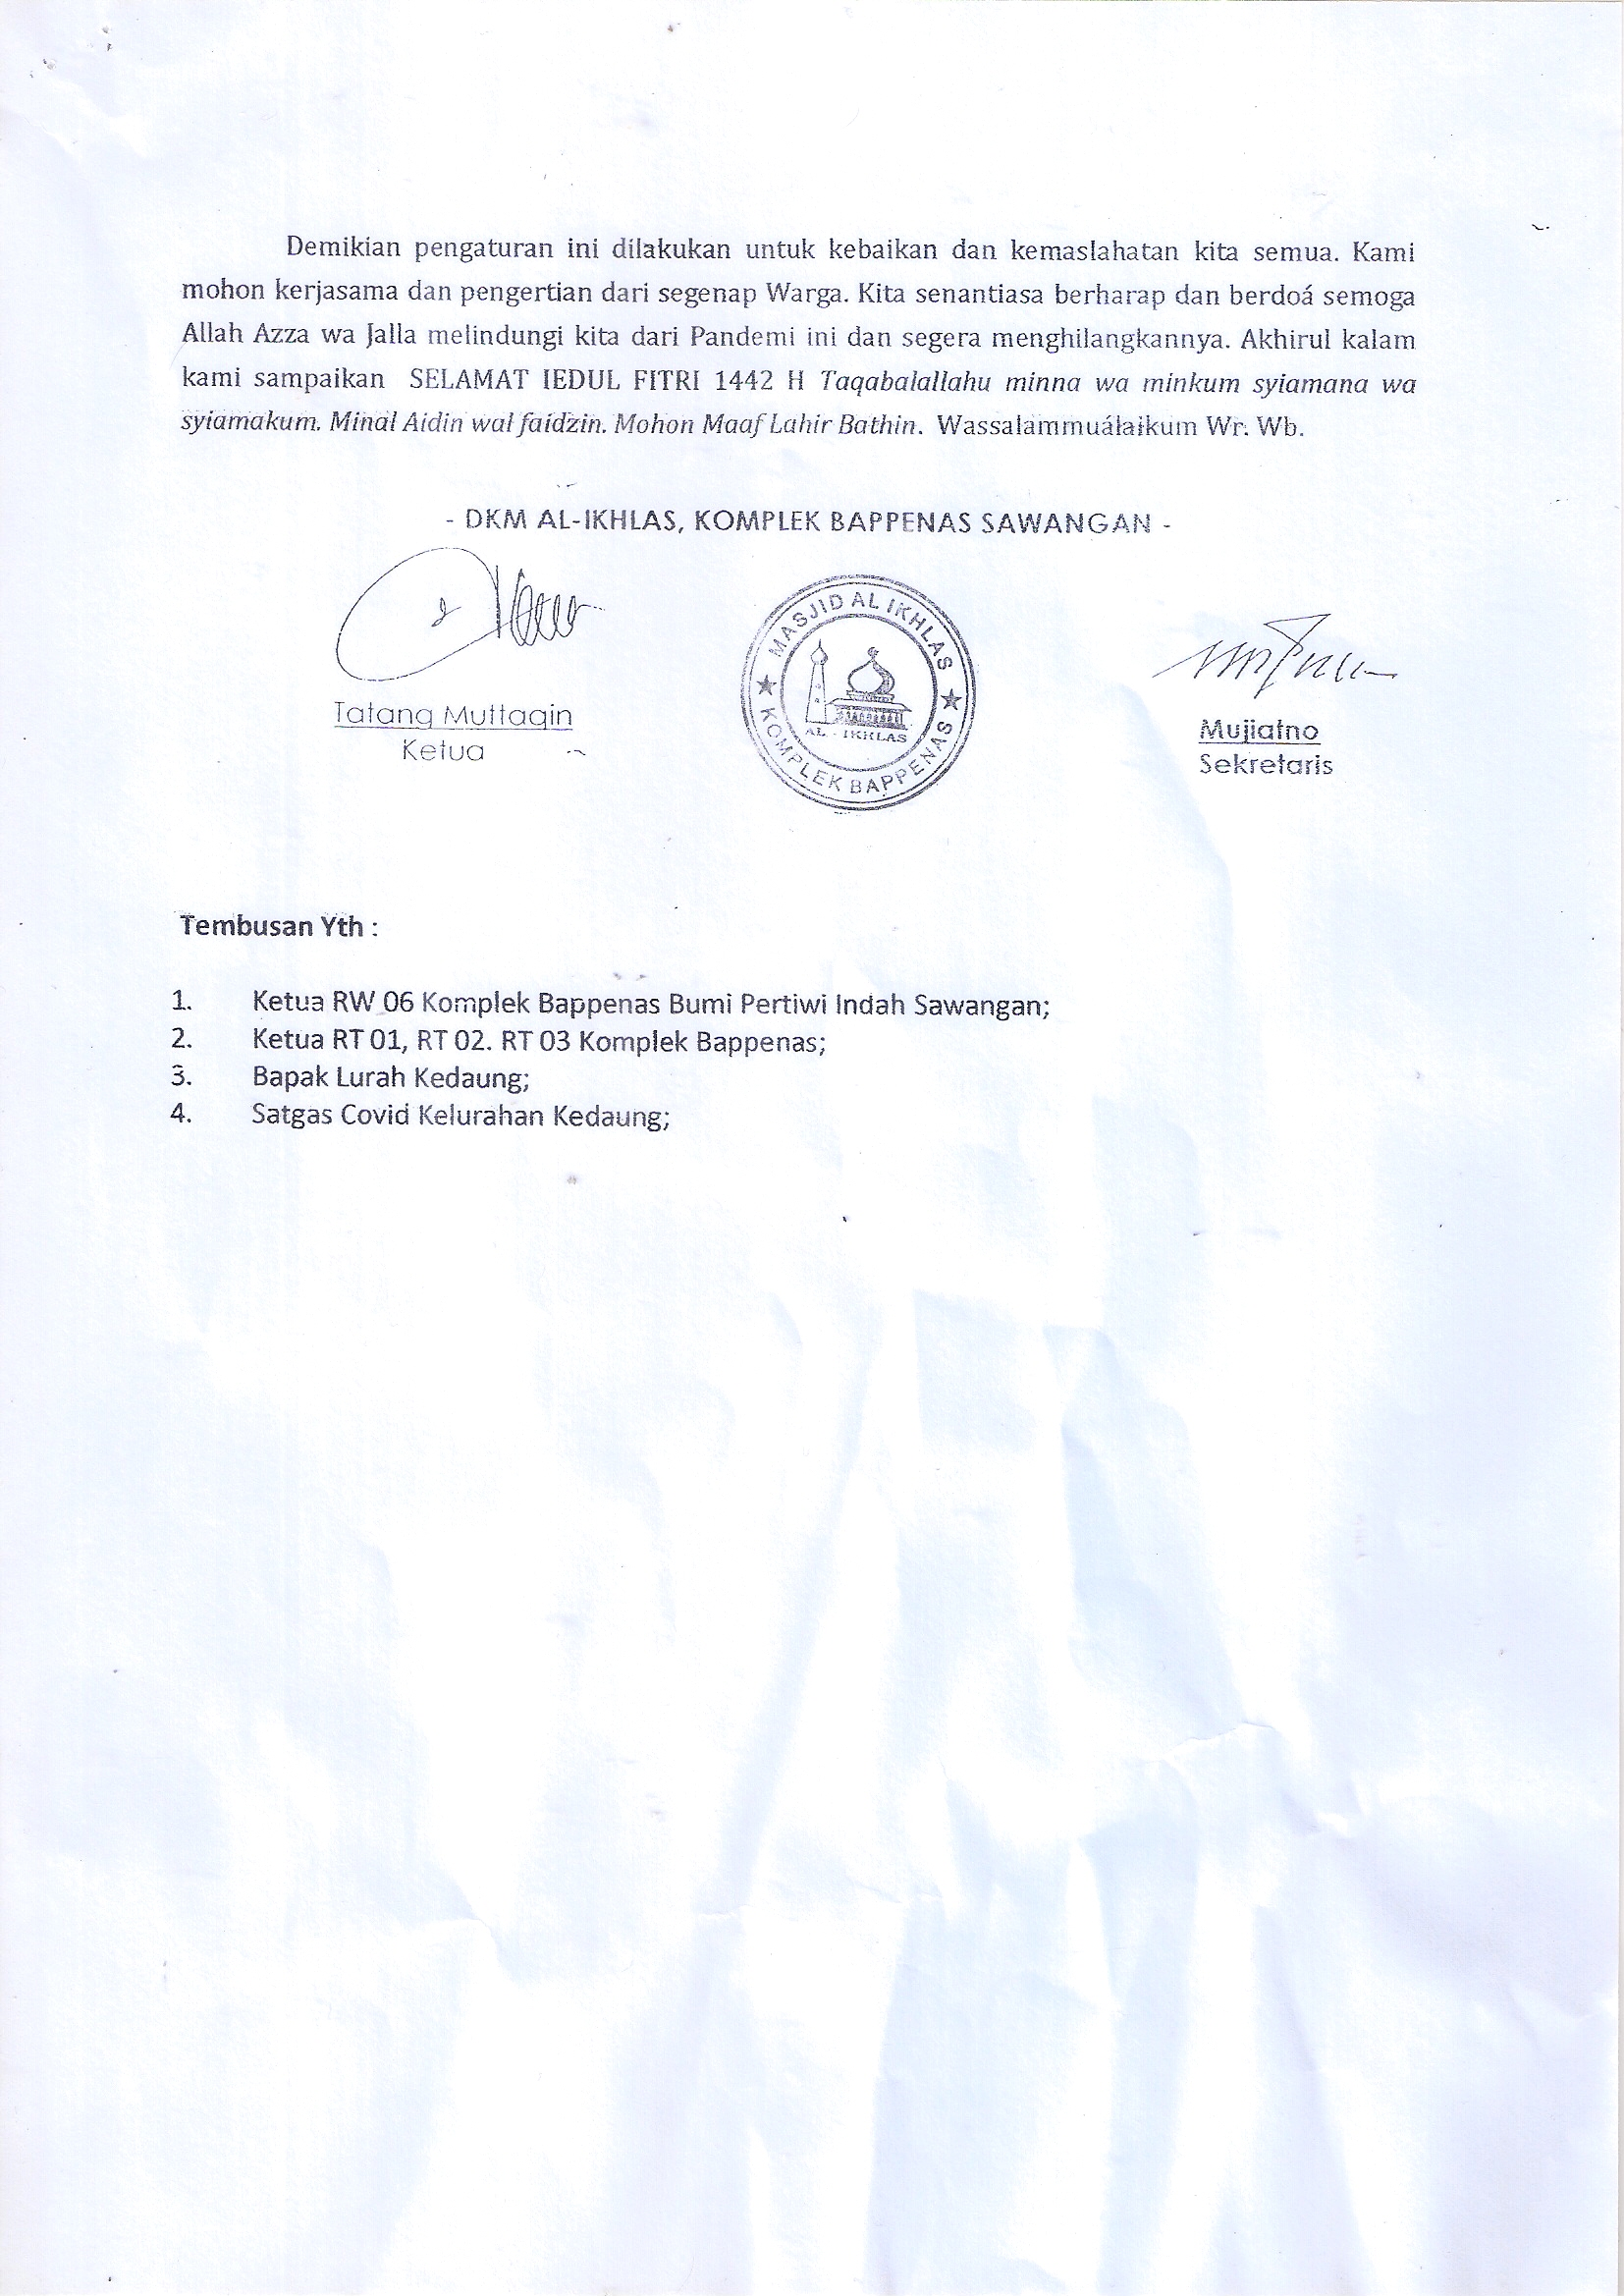 Demikian pengaturan ini dilakukan untuk kebaikan dan kemaslahatan kita semua. Kami
mohon kerjasama dan pengertian dari segenap Warga. Kita senantiasa berharap dan berdoá semoga
Allah Azza wa Jalla melindungi kita dari Pandemi ini dan segera menghilangkannya. Akhirul kalam
kami sampaikan SELAMAT IEDUL FITRI 1442 H Taqabalallahu minna wa minkum syiamana wa
syiamakum. Minal Aidin wal faidzin. Mohon Maaf Lahir Bathin. Wassalammuálaikum Wr. Wb.
- DKM AL-IKHLAS, KOMPLEK BAPPENAS SAWANGAN -
MASJID AL IKHLAS
AL - IKHLAS
KOMPLEK BAPPENAS
Tatang Muttaqin
Ketua
Mujiatno
Sekretaris
Tembusan Yth :
1. Ketua RW 06 Komplek Bappenas Bumi Pertiwi Indah Sawangan;
2. Ketua RT 01, RT 02. RT 03 Komplek Bappenas;
3. Bapak Lurah Kedaung;
4. Satgas Covid Kelurahan Kedaung;